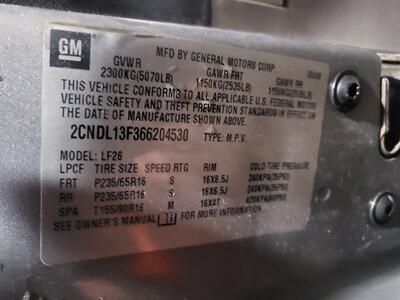 GM
MFD BY GENERAL MOTORS CORP
GVWR GAWR FRT GAWR RR
2300KG(5070LB) 1150KG(2535LB) 1150KG(2535LB)
THIS VEHICLE CONFORMS TO ALL APPLICABLE U.S. FEDERAL MOTOR
VEHICLE SAFETY AND THEFT PREVENTION STANDARDS IN EFFECT ON
THE DATE OF MANUFACTURE SHOWN ABOVE.
2CNDL13F366204530 TYPE: M.P.V.
MODEL: LF26
LPCF TIRE SIZE SPEED RTG RIM COLD TIRE PRESSURE
FRT P235/65R16 S 16X6.5J 240KPA(35PSI)
RR P235/65R16 S 16X6.5J 240KPA(35PSI)
SPA T155/90R16 M 16X4T 420KPA(60PSI)
SEE OWNER'S MANUAL FOR MORE INFORMATION